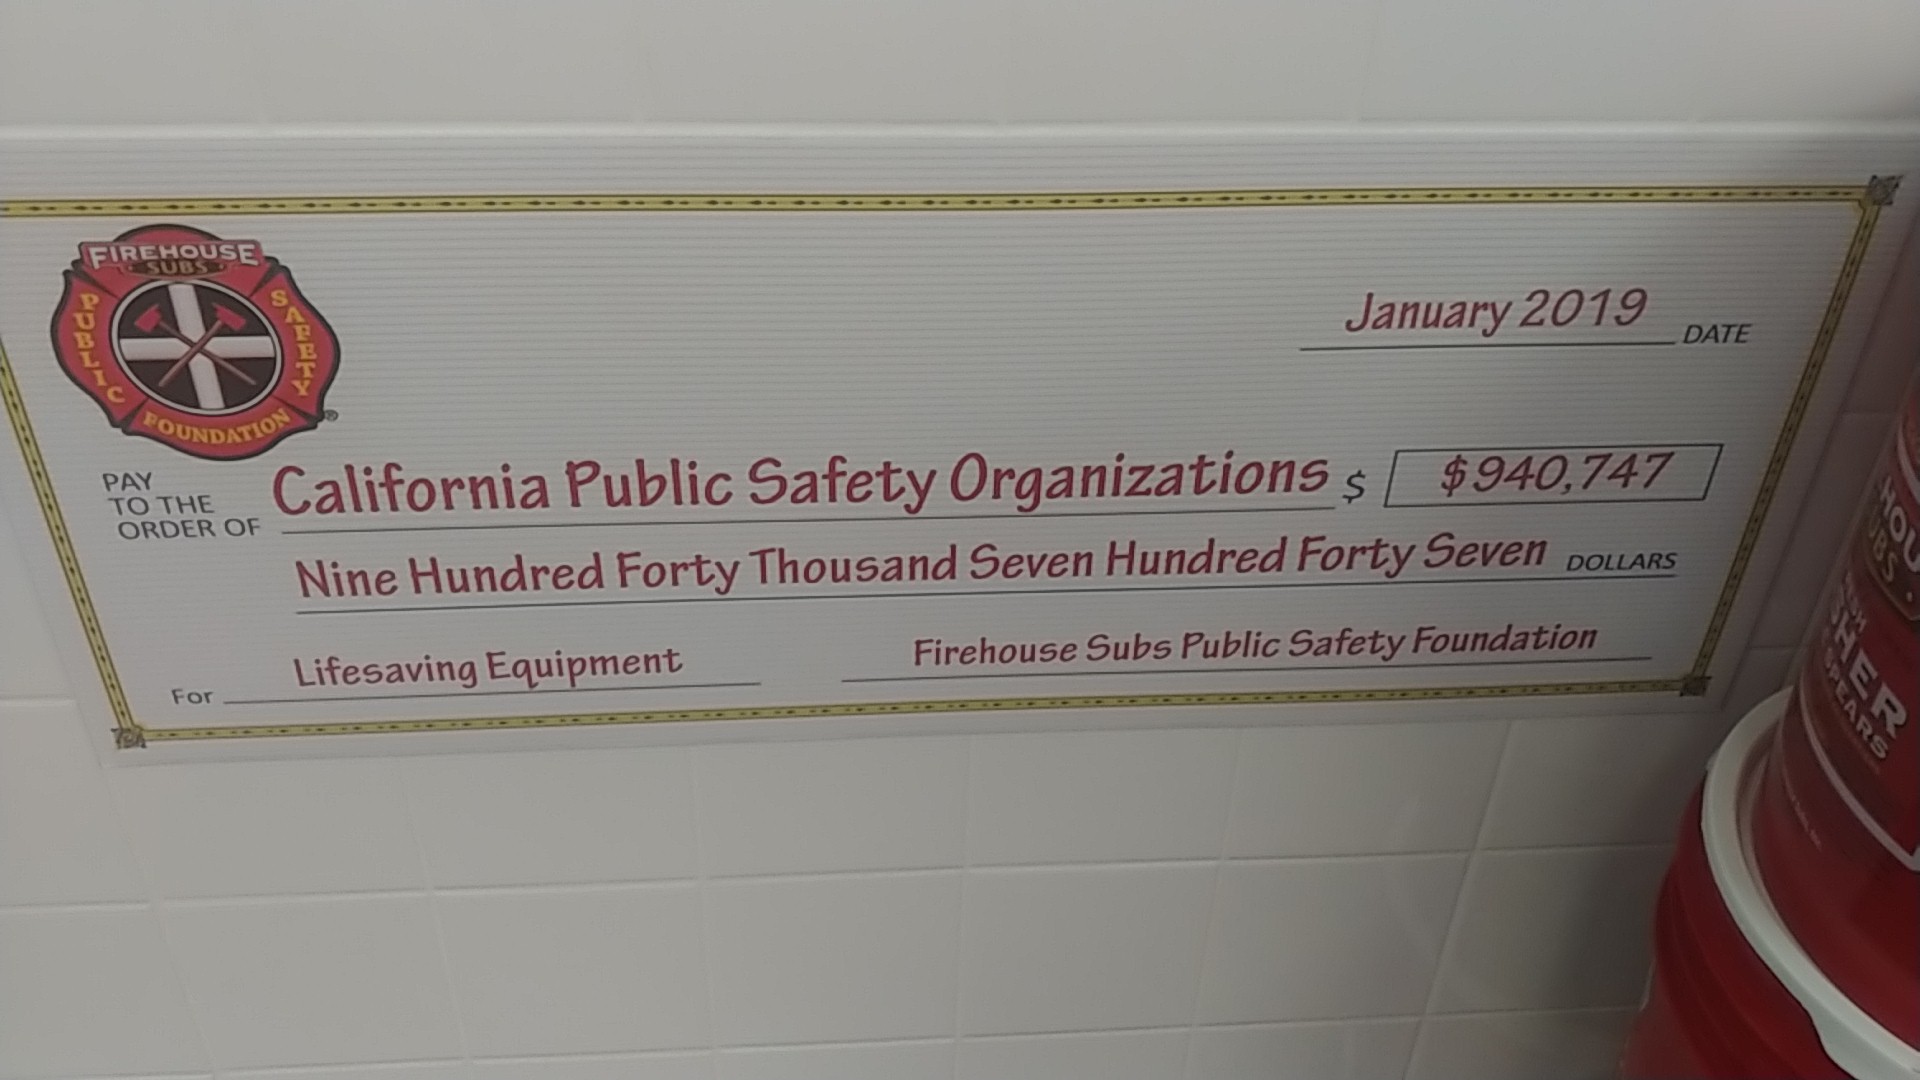 FIREHOUSE
SUBS
PUBLIC
SAFETY
FOUNDATION
®
January 2019 DATE
PAY
TO THE
ORDER OF
California Public Safety Organizations $ $940,747
Nine Hundred Forty Thousand Seven Hundred Forty Seven DOLLARS
For Lifesaving Equipment
Firehouse Subs Public Safety Foundation
SPEARS